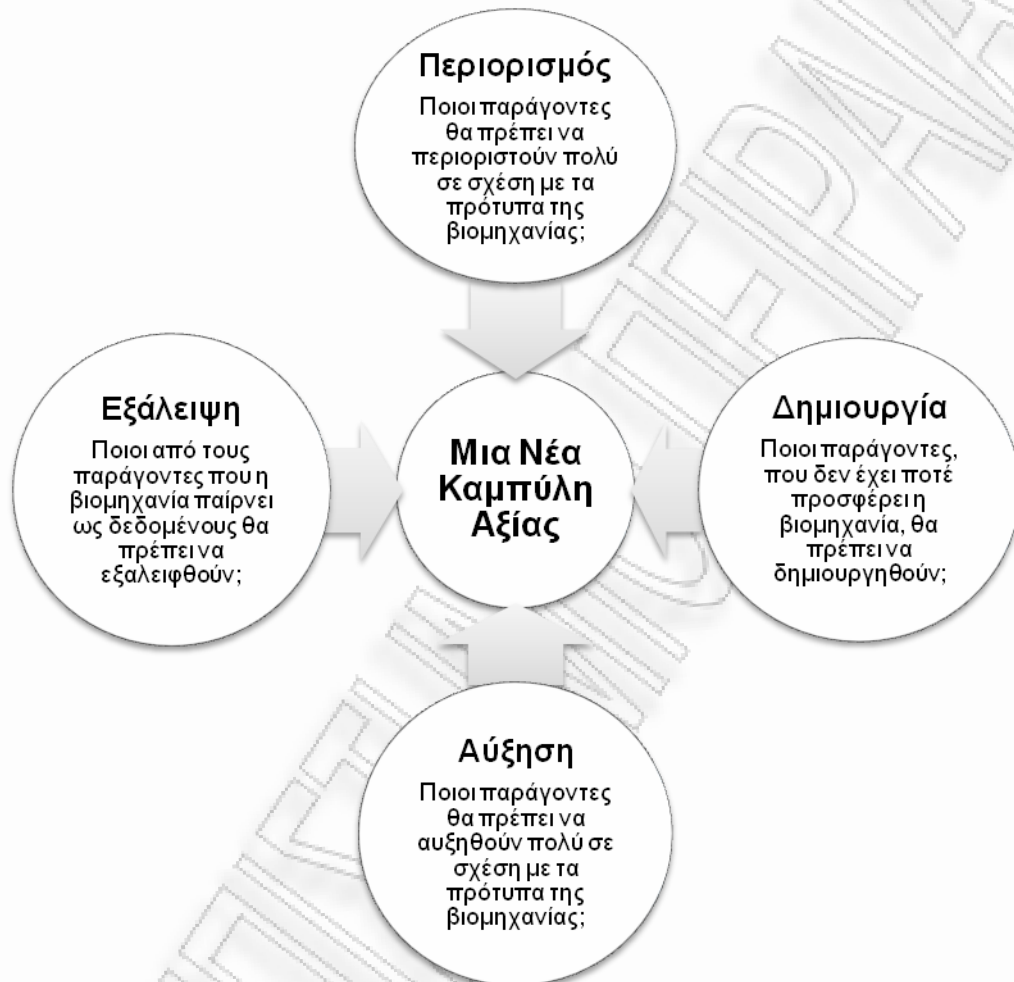 Περιορισμός
Ποιοι παράγοντες
θα πρέπει να
περιοριστούν πολύ
σε σχέση με τα
πρότυπα της
βιομηχανίας;
Εξάλειψη
Ποιοι από τους
παράγοντες που η
βιομηχανία παίρνει
ως δεδομένους θα
πρέπει να
εξαλειφθούν;
Μια Νέα
Καμπύλη
Αξίας
Δημιουργία
Ποιοι παράγοντες,
που δεν έχει ποτέ
προσφέρει η
βιομηχανία, θα
πρέπει να
δημιουργηθούν;
Αύξηση
Ποιοι παράγοντες
θα πρέπει να
αυξηθούν πολύ σε
σχέση με τα
πρότυπα της
βιομηχανίας;